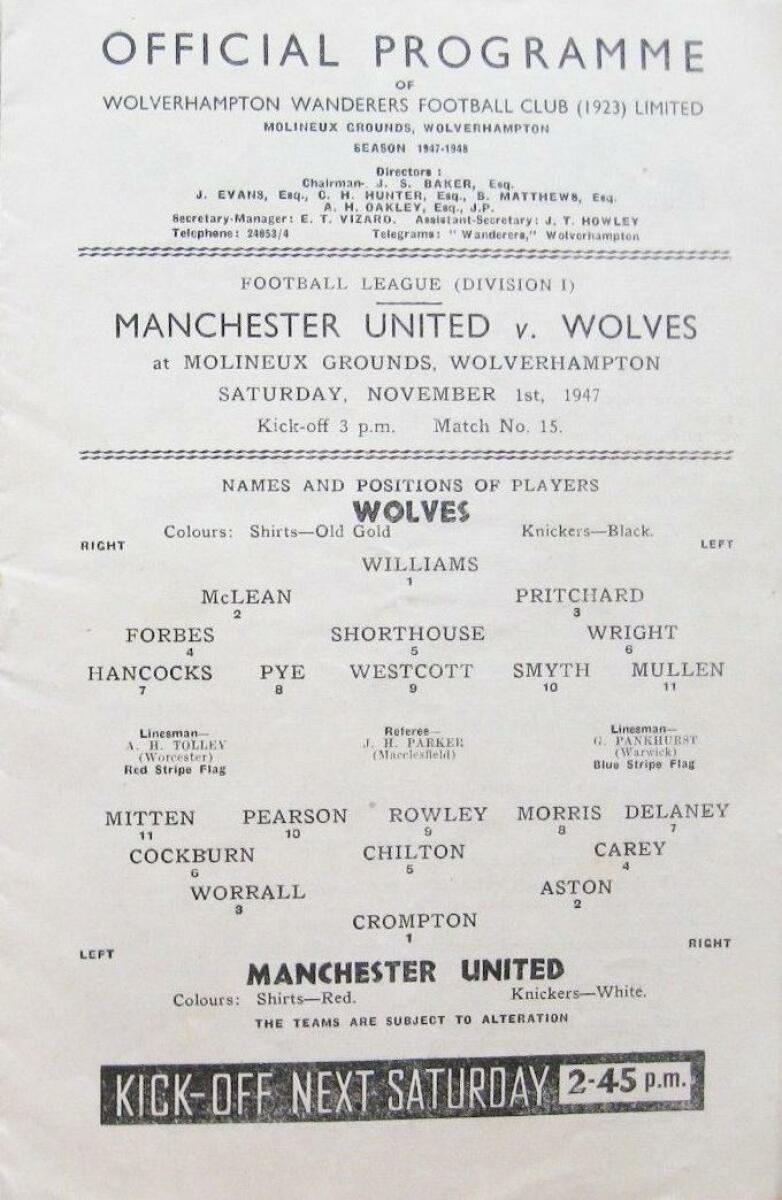 OFFICIAL PROGRAMME
OF
WOLVERHAMPTON WANDERERS FOOTBALL CLUB (1923) LIMITED
MOLINEUX GROUNDS, WOLVERHAMPTON
SEASON 1947-1948
Directors :
Chairman- J. S. BAKER, Esq.
J. EVANS, Esq., C. H. HUNTER, Esq., B. MATTHEWS, Esq.
A. H. OAKLEY, Esq., J.P.
Secretary-Manager: E. T. VIZARD. Assistant-Secretary: J. T. HOWLEY
Telephone: 24053/4 Telegrams: "Wanderers," Wolverhampton
FOOTBALL LEAGUE (DIVISION I)
MANCHESTER UNITED v. WOLVES
at MOLINEUX GROUNDS, WOLVERHAMPTON
SATURDAY, NOVEMBER 1st, 1947
Kick-off 3 p.m. Match No. 15.
NAMES AND POSITIONS OF PLAYERS
WOLVES
Colours: Shirts—Old Gold Knickers—Black.
RIGHT LEFT
WILLIAMS
1
McLEAN PRITCHARD
2 3
FORBES SHORTHOUSE WRIGHT
4 5 6
HANCOCKS PYE WESTCOTT SMYTH MULLEN
7 8 9 10 11
Linesman— Referee— Linesman—
A. H. TOLLEY J. H. PARKER G. PANKHURST
(Worcester) (Macclesfield) (Warwick)
Red Stripe Flag Blue Stripe Flag
MITTEN PEARSON ROWLEY MORRIS DELANEY
11 10 9 8 7
COCKBURN CHILTON CAREY
6 5 4
WORRALL ASTON
3 2
CROMPTON
1
LEFT RIGHT
MANCHESTER UNITED
Colours: Shirts—Red. Knickers—White.
THE TEAMS ARE SUBJECT TO ALTERATION
KICK-OFF NEXT SATURDAY 2-45 p.m.